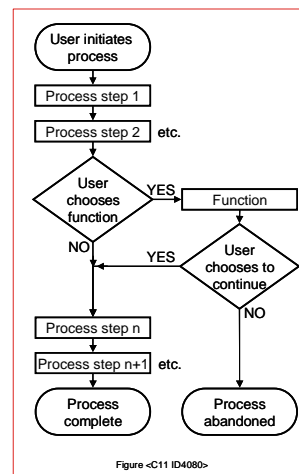 User initiates
process
Process step 1
Process step 2 etc.
User
chooses
function
YES
Function
NO
YES
User
chooses to
continue
NO
Process step n
Process step n+1 etc.
Process
complete
Process
abandoned
Figure <C11 ID4080>